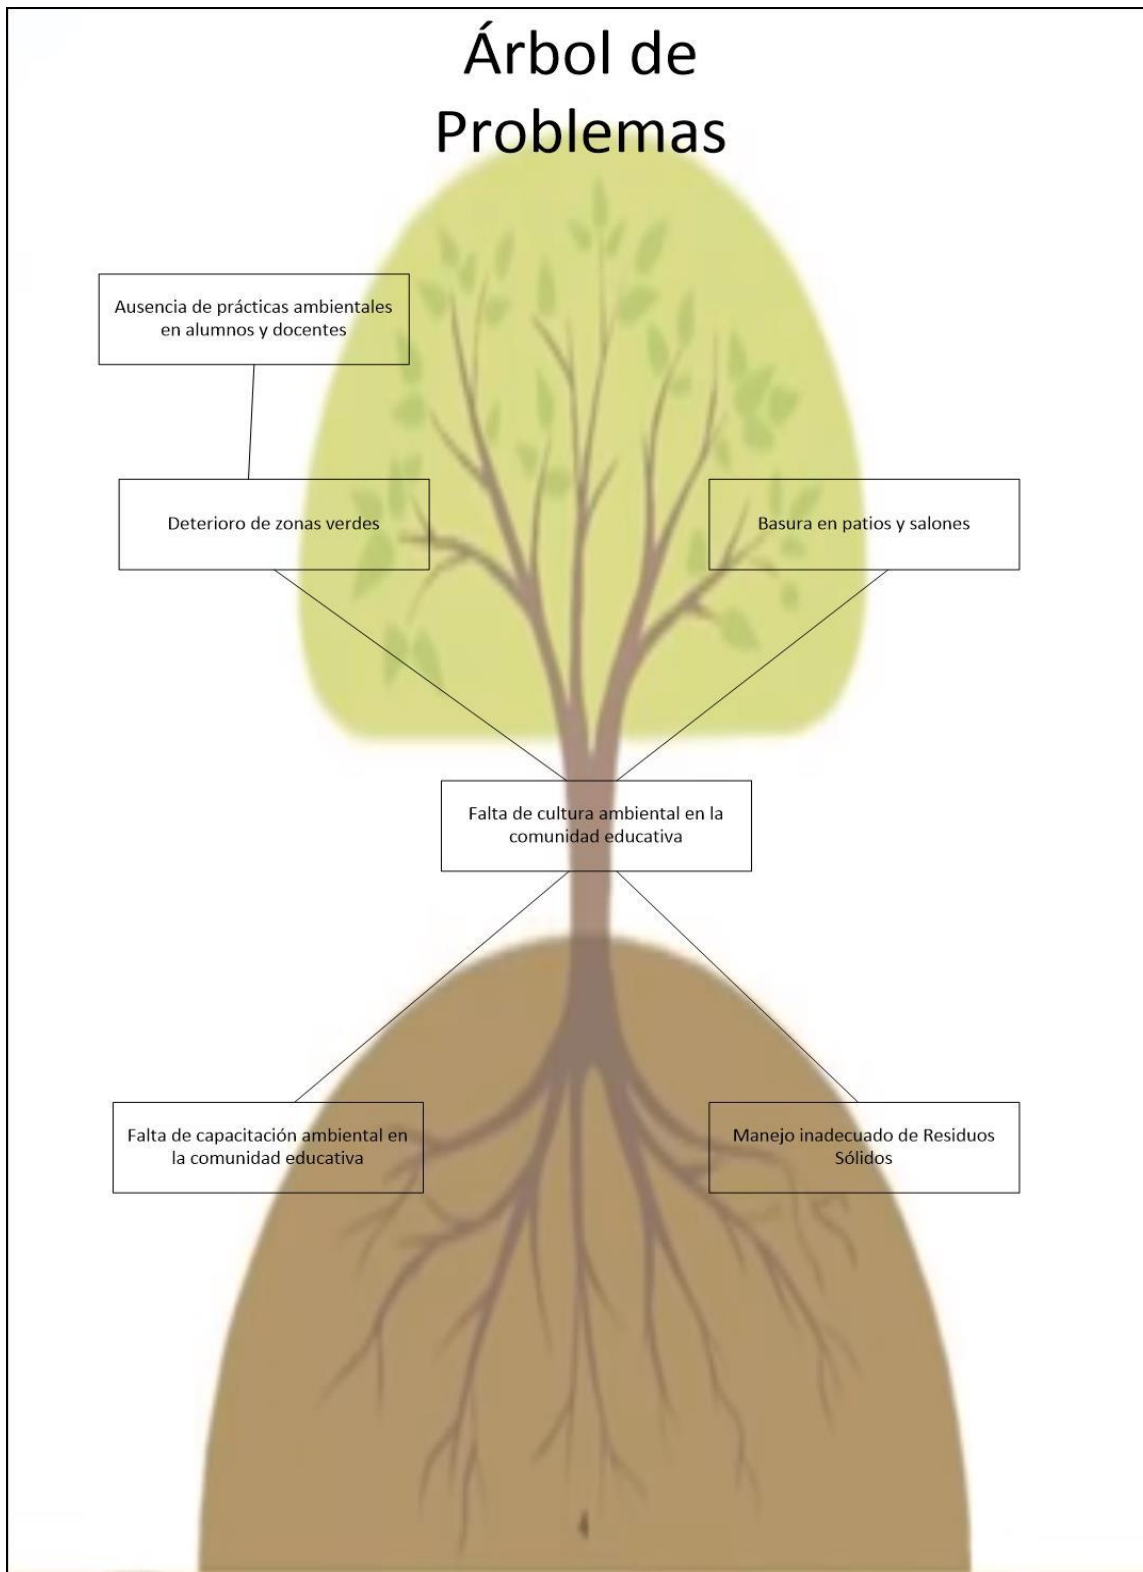 Árbol de
Problemas
Ausencia de prácticas ambientales
en alumnos y docentes
Deterioro de zonas verdes
Basura en patios y salones
Falta de cultura ambiental en la
comunidad educativa
Falta de capacitación ambiental en
la comunidad educativa
Manejo inadecuado de Residuos
Sólidos